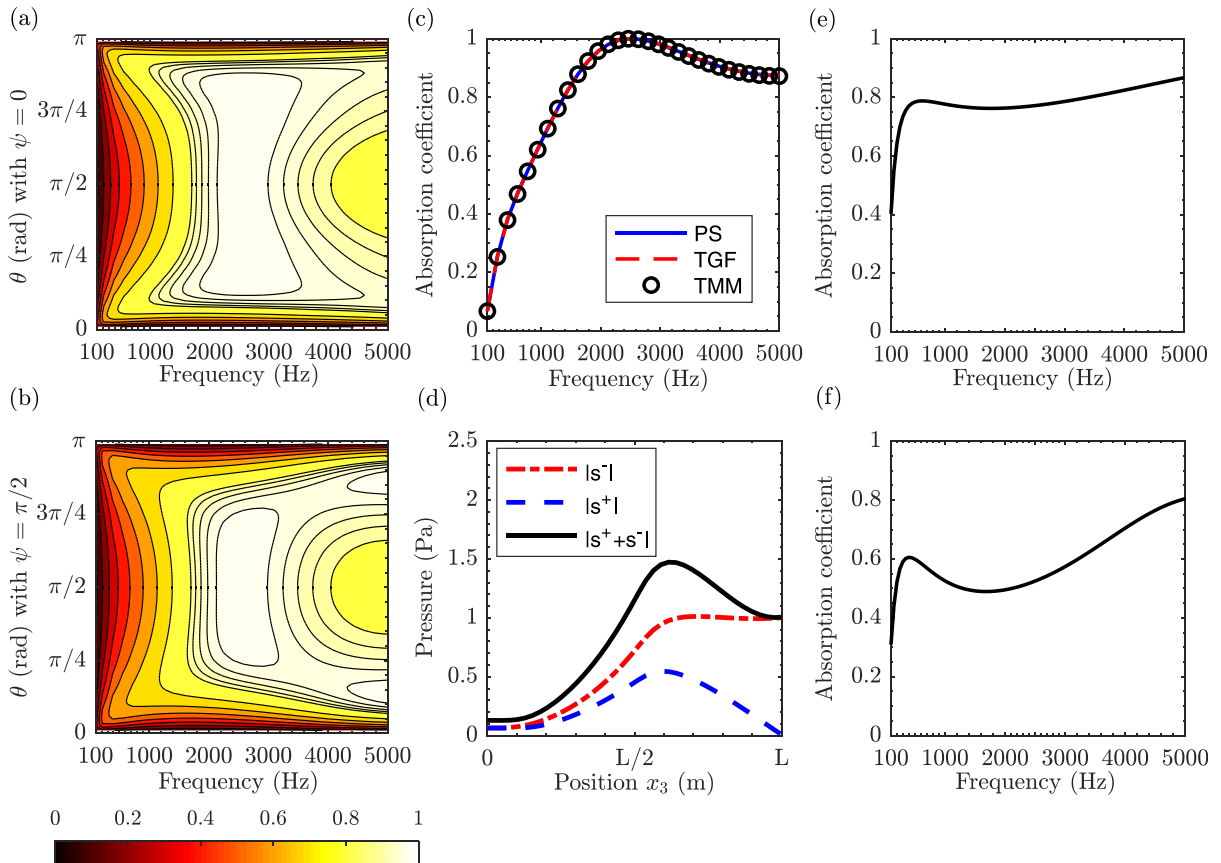 (a)
θ (rad) with ψ = 0
π
3π/4
π/2
π/4
0
100 1000 2000 3000 5000
Frequency (Hz)
(c)
Absorption coefficient
1
0.8
0.6
0.4
0.2
0
PS
TGF
TMM
100 1000 2000 3000 5000
Frequency (Hz)
(e)
Absorption coefficient
1
0.8
0.6
0.4
0.2
0
100 1000 2000 3000 5000
Frequency (Hz)
(b)
θ (rad) with ψ = π/2
π
3π/4
π/2
π/4
0
100 1000 2000 3000 5000
Frequency (Hz)
0 0.2 0.4 0.6 0.8 1
(d)
Pressure (Pa)
2.5
2
1.5
1
0.5
0
|s⁻|
|s⁺|
|s⁺+s⁻|
0 L/2 L
Position x₃ (m)
(f)
Absorption coefficient
1
0.8
0.6
0.4
0.2
0
100 1000 2000 3000 5000
Frequency (Hz)